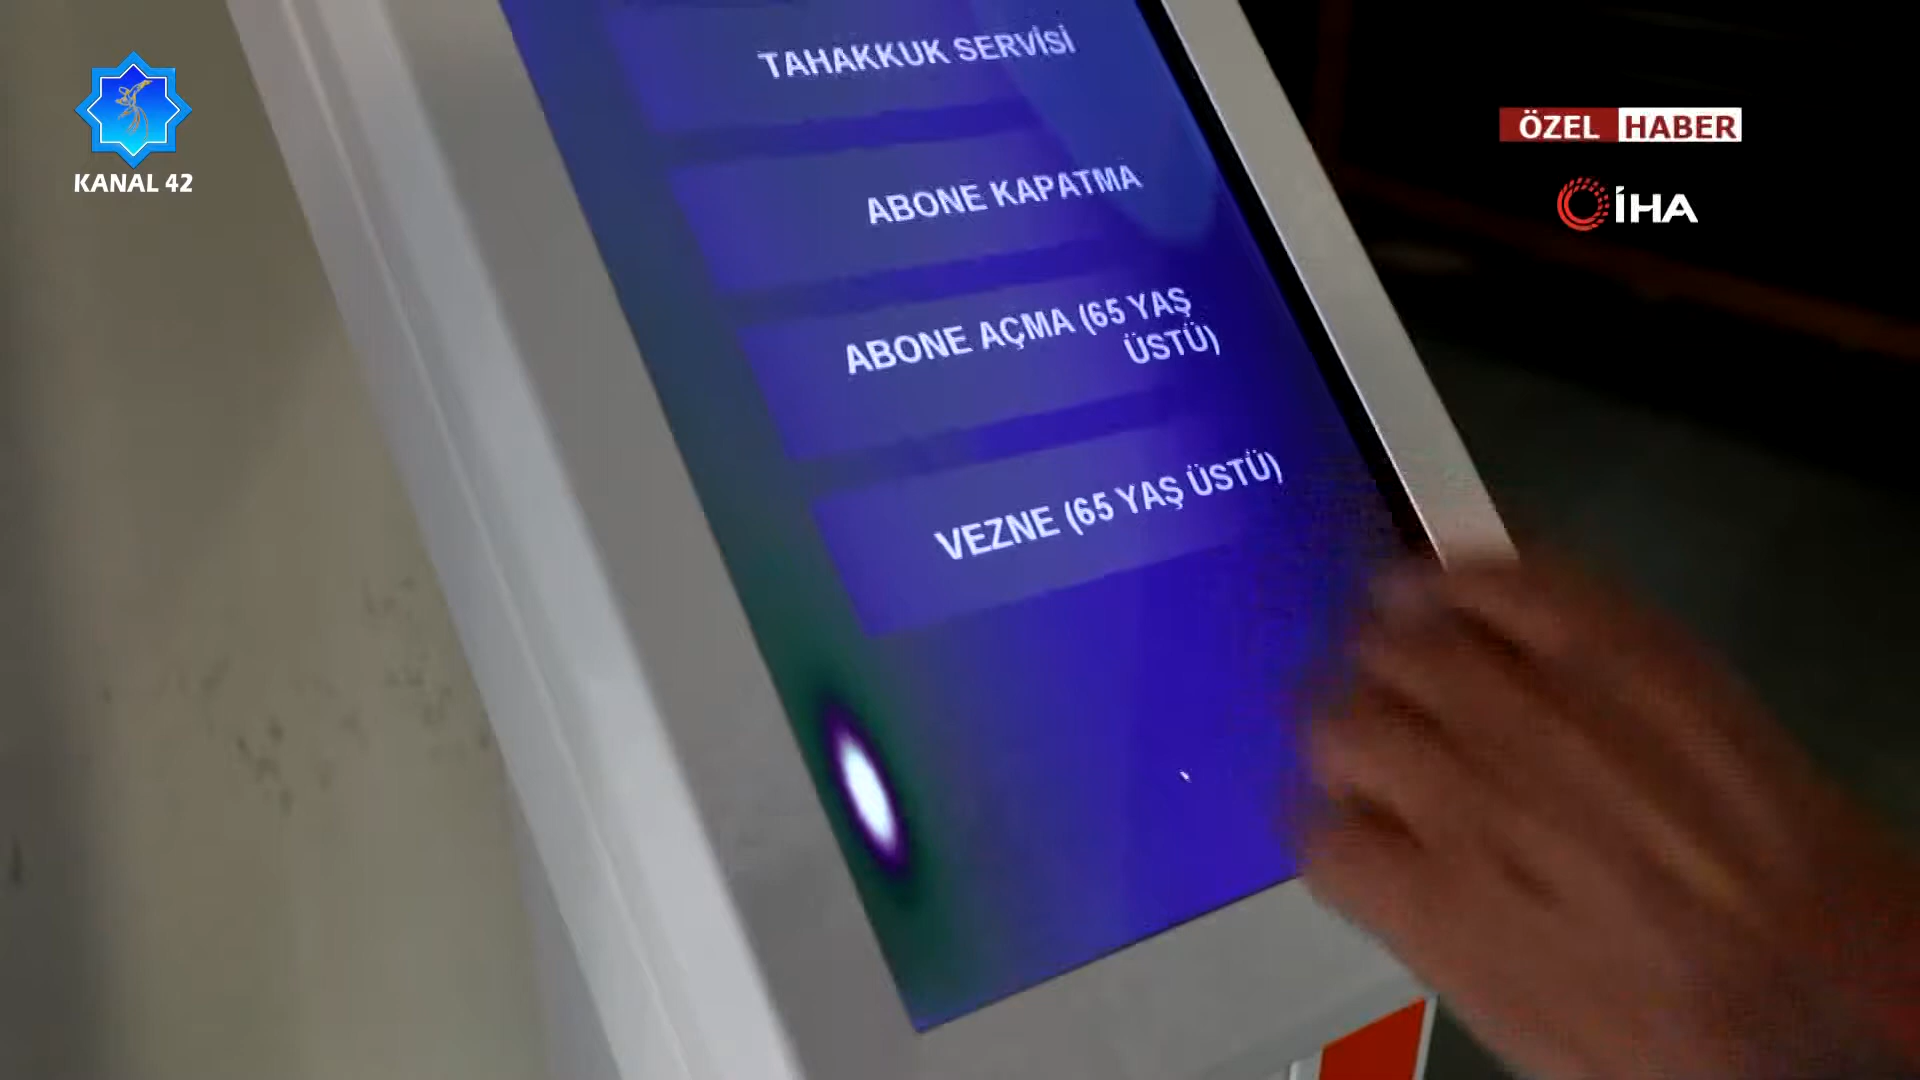 KANAL 42
ÖZEL HABER
İHA
TAHAKKUK SERVİSİ
ABONE KAPATMA
ABONE AÇMA (65 YAŞ
ÜSTÜ)
VEZNE (65 YAŞ ÜSTÜ)